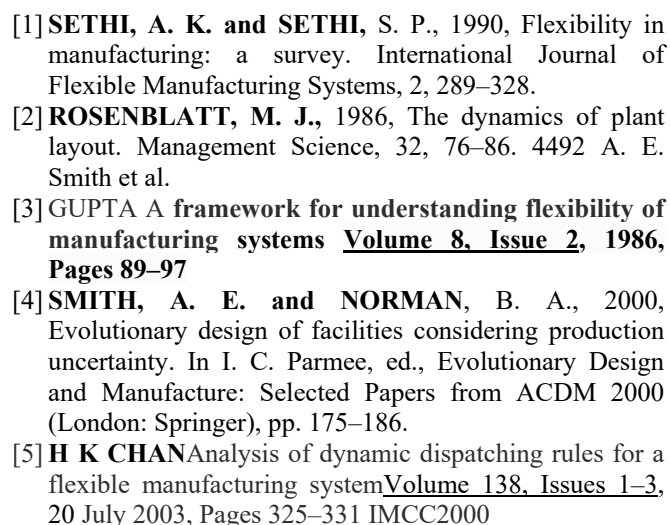 [1] SETHI, A. K. and SETHI, S. P., 1990, Flexibility in
manufacturing: a survey. International Journal of
Flexible Manufacturing Systems, 2, 289–328.
[2] ROSENBLATT, M. J., 1986, The dynamics of plant
layout. Management Science, 32, 76–86. 4492 A. E.
Smith et al.
[3] GUPTA A framework for understanding flexibility of
manufacturing systems Volume 8, Issue 2, 1986,
Pages 89–97
[4] SMITH, A. E. and NORMAN, B. A., 2000,
Evolutionary design of facilities considering production
uncertainty. In I. C. Parmee, ed., Evolutionary Design
and Manufacture: Selected Papers from ACDM 2000
(London: Springer), pp. 175–186.
[5] H K CHANAnalysis of dynamic dispatching rules for a
flexible manufacturing systemVolume 138, Issues 1–3,
20 July 2003, Pages 325–331 IMCC2000